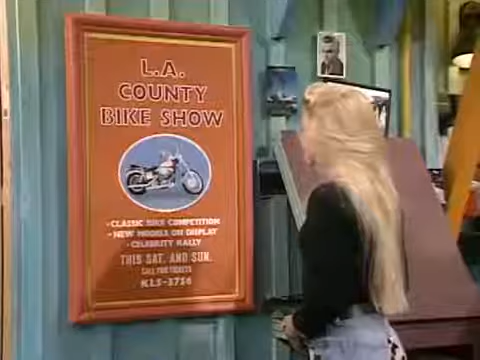 L.A.
COUNTY
BIKE SHOW
•CLASSIC BIKE COMPETITION
•NEW MODELS ON DISPLAY
•CELEBRITY RALLY
THIS SAT. AND SUN.
CALL FOR TICKETS
KL5-3756